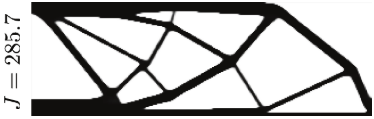 J = 285.7